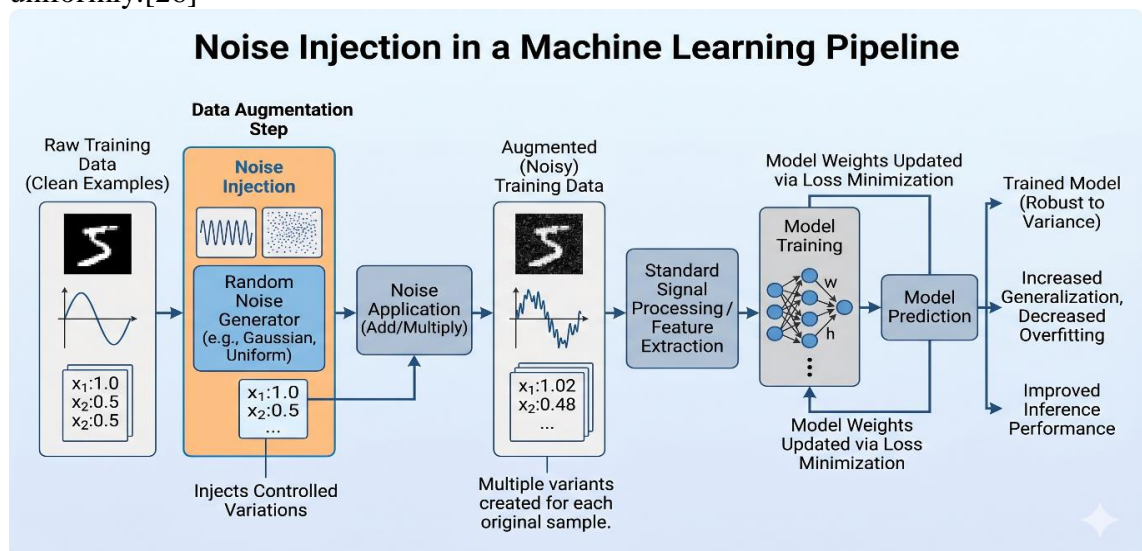 uniformly.[26]
Noise Injection in a Machine Learning Pipeline
Raw Training
Data
(Clean Examples)
x₁:1.0
x₂:0.5
x₂:0.5
Data Augmentation
Step
Noise
Injection
Random
Noise
Generator
(e.g., Gaussian,
Uniform)
x₁:1.0
x₂:0.5
...
Injects Controlled
Variations
Noise
Application
(Add/Multiply)
Augmented
(Noisy)
Training Data
x₁:1.02
x₂:0.48
...
Multiple variants
created for each
original sample.
Standard
Signal
Processing/
Feature
Extraction
Model Weights Updated
via Loss Minimization
Model
Training
w
h
Model Weights
Updated via Loss
Minimization
Model
Prediction
Trained Model
(Robust to
Variance)
Increased
Generalization,
Decreased
Overfitting
Improved
Inference
Performance